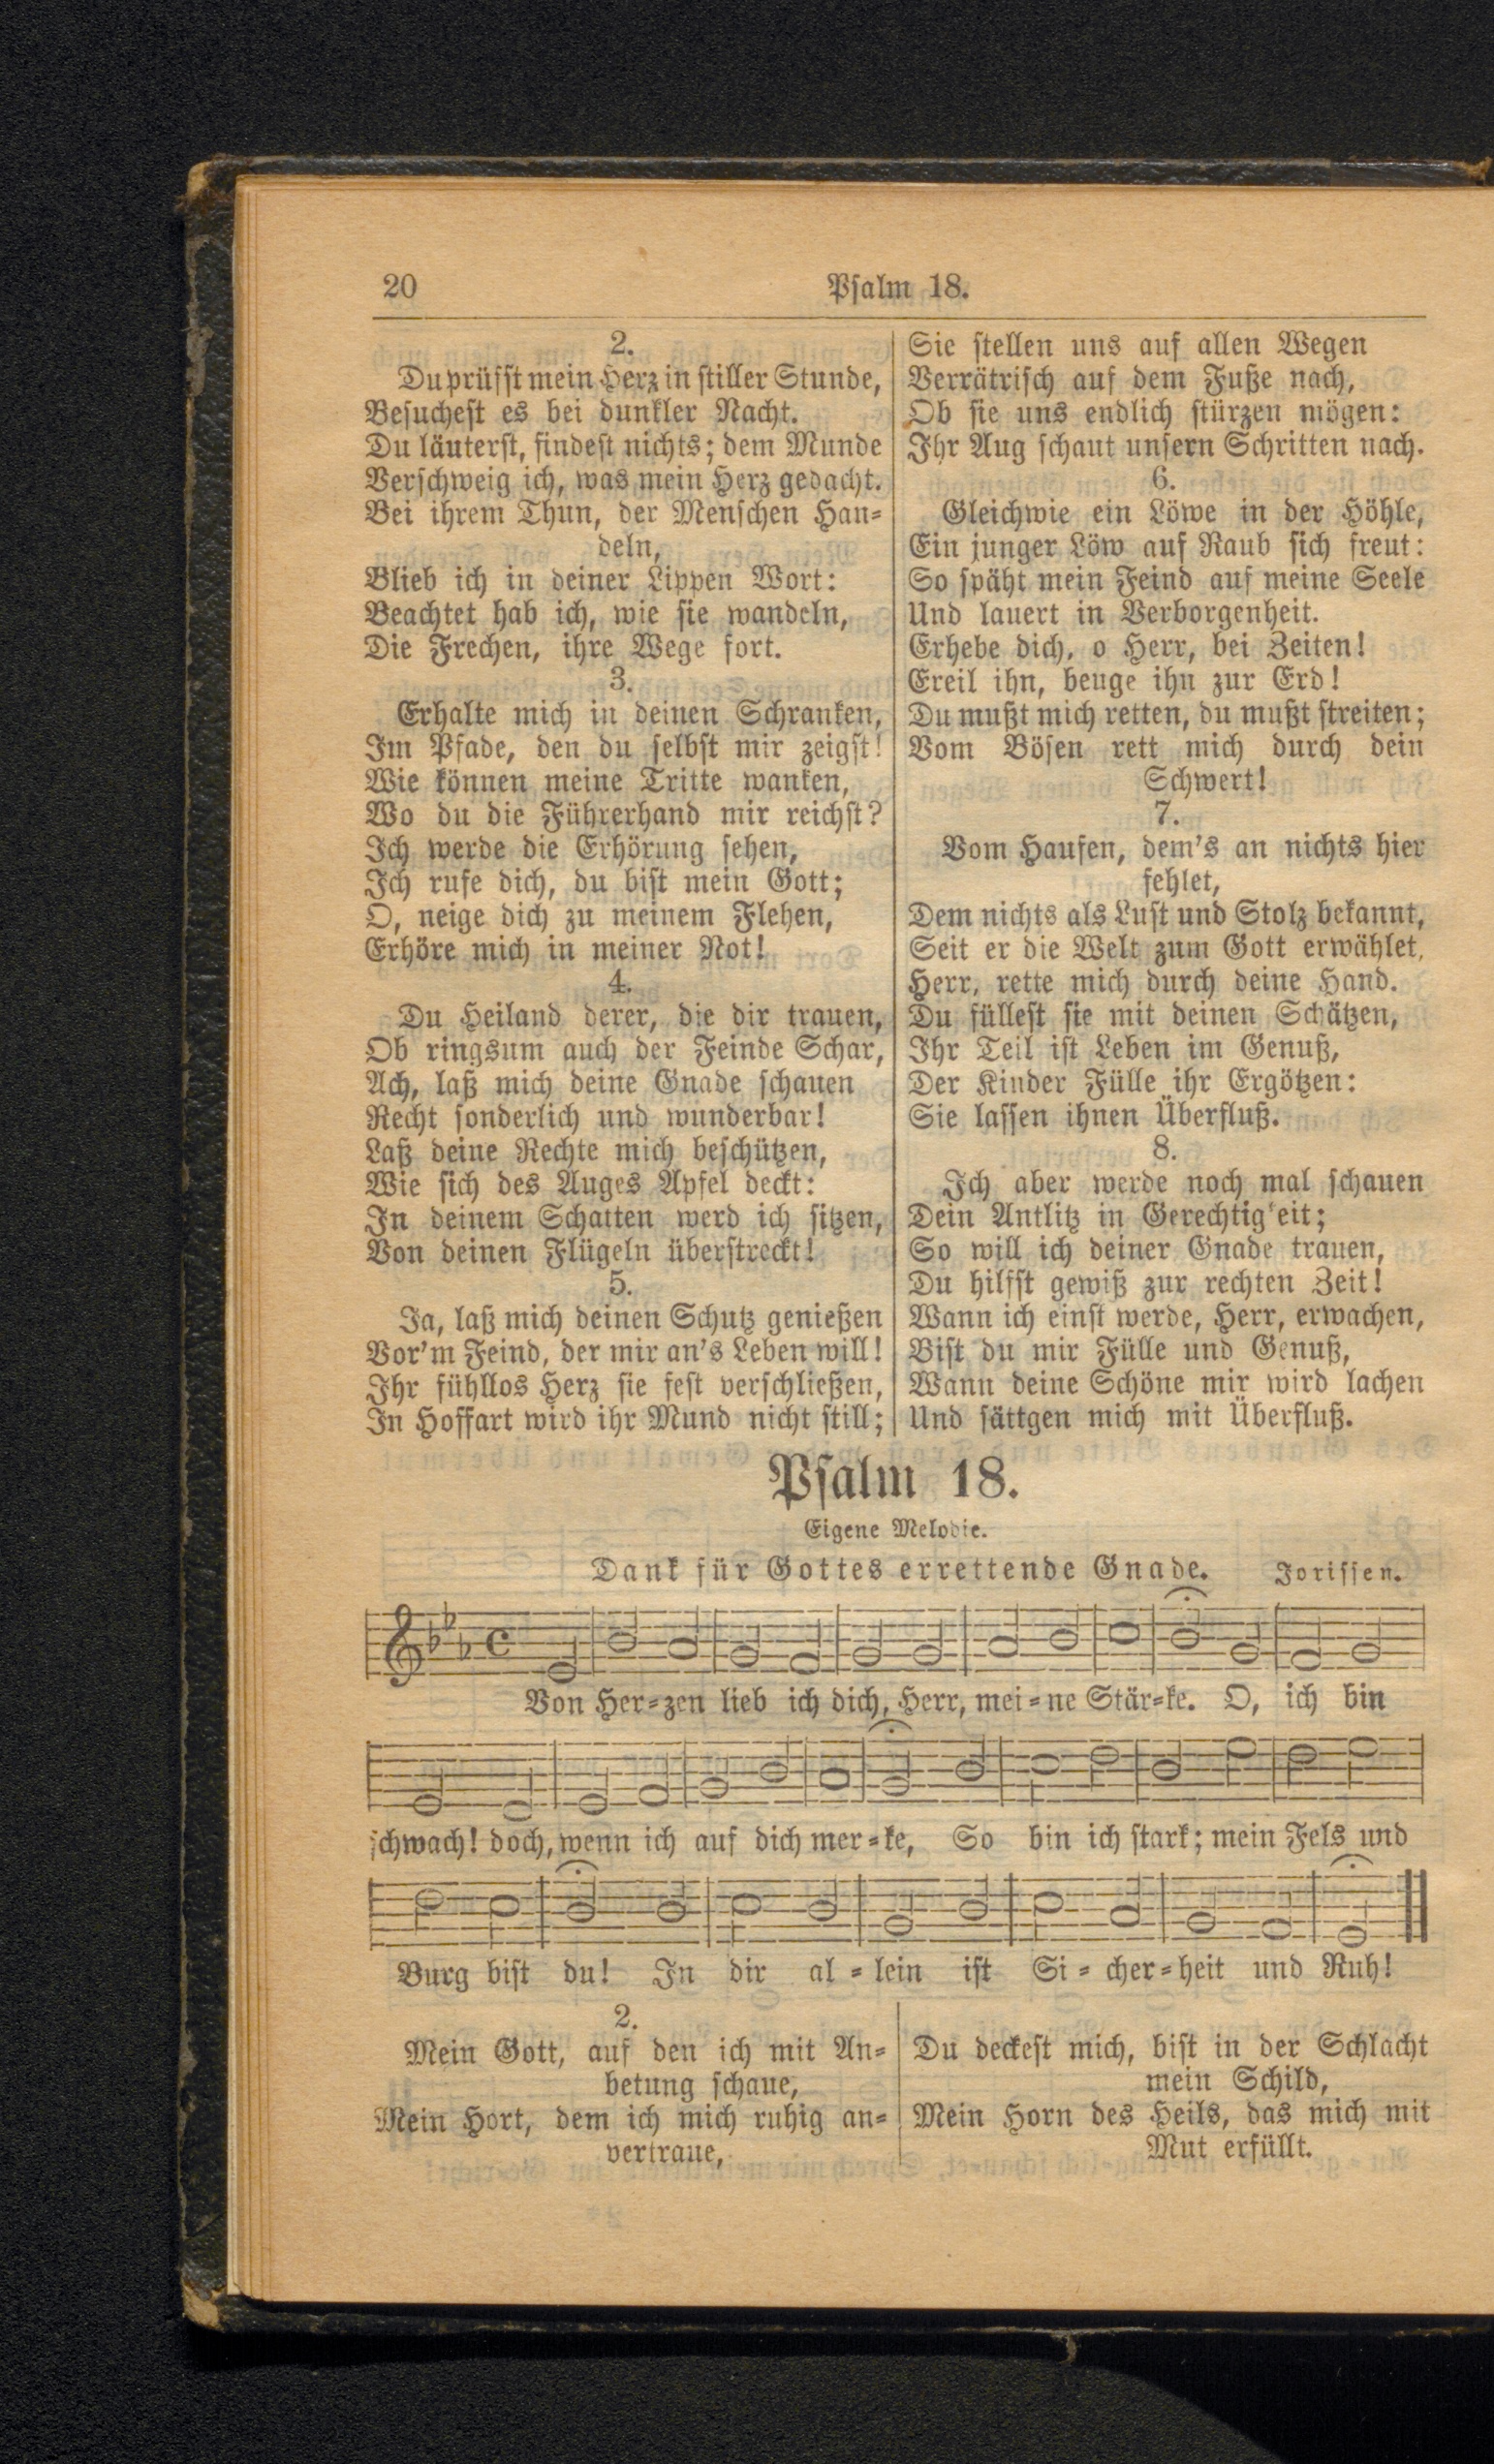 20
Psalm 18.
2.
Du prüfst mein Herz in stiller Stunde,
Besuchest es bei dunkler Nacht.
Du läuterst, findest nichts; dem Munde
Verschweig ich, was mein Herz gedacht.
Bei ihrem Thun, der Menschen Han-
deln,
Blieb ich in deiner Lippen Wort:
Beachtet hab ich, wie sie wandeln,
Die Frechen, ihre Wege fort.
3.
Erhalte mich in deinen Schranken,
Im Pfade, den du selbst mir zeigst!
Wie können meine Tritte wanken,
Wo du die Führerhand mir reichst?
Ich werde die Erhörung sehen,
Ich rufe dich, du bist mein Gott;
O, neige dich zu meinem Flehen,
Erhöre mich in meiner Not!
4.
Du Heiland derer, die dir trauen,
Ob ringsum auch der Feinde Schar,
Ach, laß mich deine Gnade schauen
Recht sonderlich und wunderbar!
Laß deine Rechte mich beschützen,
Wie sich des Auges Apfel deckt:
In deinem Schatten werd ich sitzen,
Von deinen Flügeln überstreckt!
5.
Ja, laß mich deinen Schutz genießen
Vor'm Feind, der mir an's Leben will!
Ihr fühllos Herz sie fest verschließen,
In Hoffart wird ihr Mund nicht still;
Sie stellen uns auf allen Wegen
Verrätrisch auf dem Fuße nach,
Ob sie uns endlich stürzen mögen:
Ihr Aug schaut unsern Schritten nach.
6.
Gleichwie ein Löwe in der Höhle,
Ein junger Löw auf Raub sich freut:
So späht mein Feind auf meine Seele
Und lauert in Verborgenheit.
Erhebe dich, o Herr, bei Zeiten!
Ereil ihn, beuge ihn zur Erd!
Du mußt mich retten, du mußt streiten;
Vom Bösen rett mich durch dein
Schwert!
7.
Vom Haufen, dem's an nichts hier
fehlet,
Dem nichts als Lust und Stolz bekannt,
Seit er die Welt zum Gott erwählet,
Herr, rette mich durch deine Hand.
Du füllest sie mit deinen Schätzen,
Ihr Teil ist Leben im Genuß,
Der Kinder Fülle ihr Ergötzen:
Sie lassen ihnen Überfluß.
8.
Ich aber werde noch mal schauen
Dein Antlitz in Gerechtigkeit;
So will ich deiner Gnade trauen,
Du hilfst gewiß zur rechten Zeit!
Wann ich einst werde, Herr, erwachen,
Bist du mir Fülle und Genuß,
Wann deine Schöne mir wird lachen
Und sättgen mich mit Überfluß.
Psalm 18.
Eigene Melodie.
Dank für Gottes errettende Gnade. Jorissen.
Von Her-zen lieb ich dich, Herr, mei-ne Stär-ke. O, ich bin
schwach! doch, wenn ich auf dich mer-ke, So bin ich stark; mein Fels und
Burg bist du! In dir al-lein ist Si-cher-heit und Ruh!
2.
Mein Gott, auf den ich mit An-
betung schaue,
Mein Hort, dem ich mich ruhig an-
vertraue,
Du deckest mich, bist in der Schlacht
mein Schild,
Mein Horn des Heils, das mich mit
Mut erfüllt.